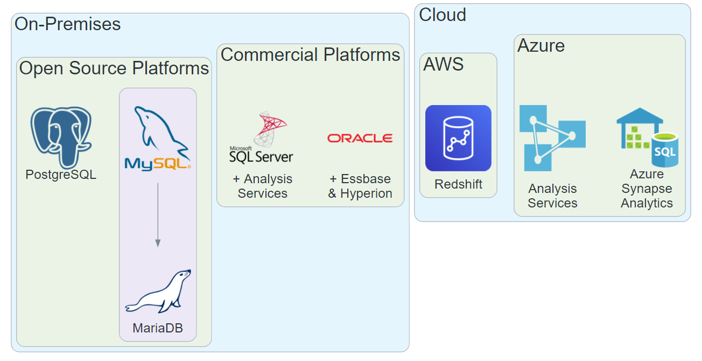 On-Premises
Open Source Platforms
PostgreSQL
MySQL®
MariaDB
Commercial Platforms
Microsoft
SQL Server
+ Analysis
Services
ORACLE
+ Essbase
& Hyperion
Cloud
AWS
Redshift
Azure
Analysis
Services
SQL
Azure
Synapse
Analytics